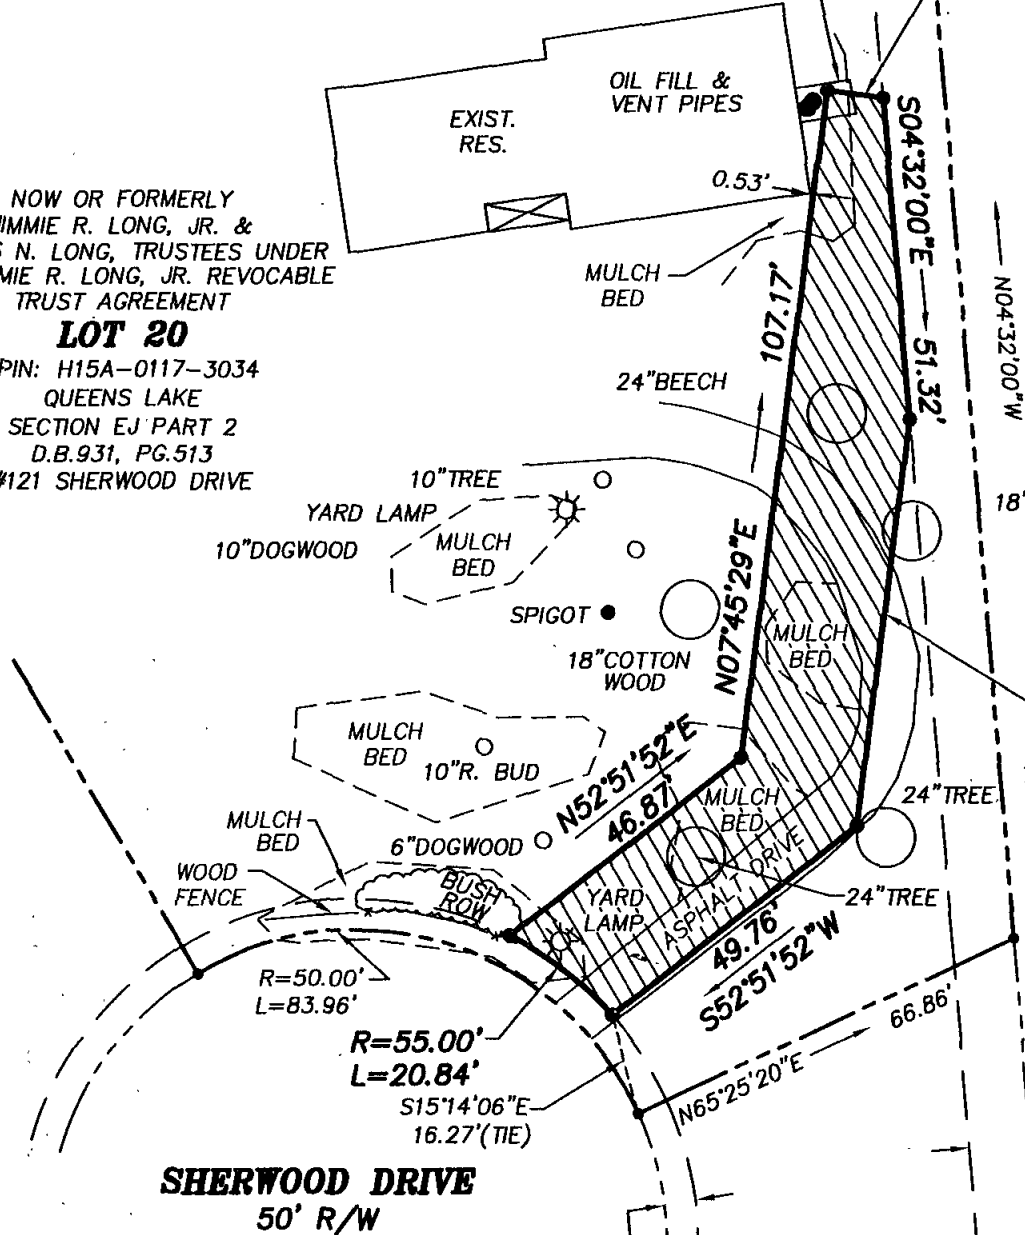 OIL FILL &
VENT PIPES
EXIST.
RES.
0.53'
S04°32'00"E
51.32'
NOW OR FORMERLY
IMMIE R. LONG, JR. &
N. LONG, TRUSTEES UNDER
MIE R. LONG, JR. REVOCABLE
TRUST AGREEMENT
LOT 20
PIN: H15A-0117-3034
QUEENS LAKE
SECTION EJ PART 2
D.B.931, PG.513
#121 SHERWOOD DRIVE
MULCH
BED
107.17'
N04°32'00"W
24"BEECH
10"TREE
YARD LAMP
MULCH
BED
10"DOGWOOD
18'
SPIGOT
N07°45'29"E
18"COTTON
WOOD
MULCH
BED
MULCH
BED
10"R. BUD
N52°51'52"E
46.87'
MULCH
BED
24"TREE
MULCH
BED
6"DOGWOOD
WOOD
FENCE
BUSH
ROW
YARD
LAMP
ASPHALT DRIVE
24"TREE
49.76'
S52°51'52"W
R=50.00'
L=83.96'
R=55.00'
L=20.84'
66.86'
N65°25'20"E
S15°14'06"E
16.27'(TIE)
SHERWOOD DRIVE
50' R/W